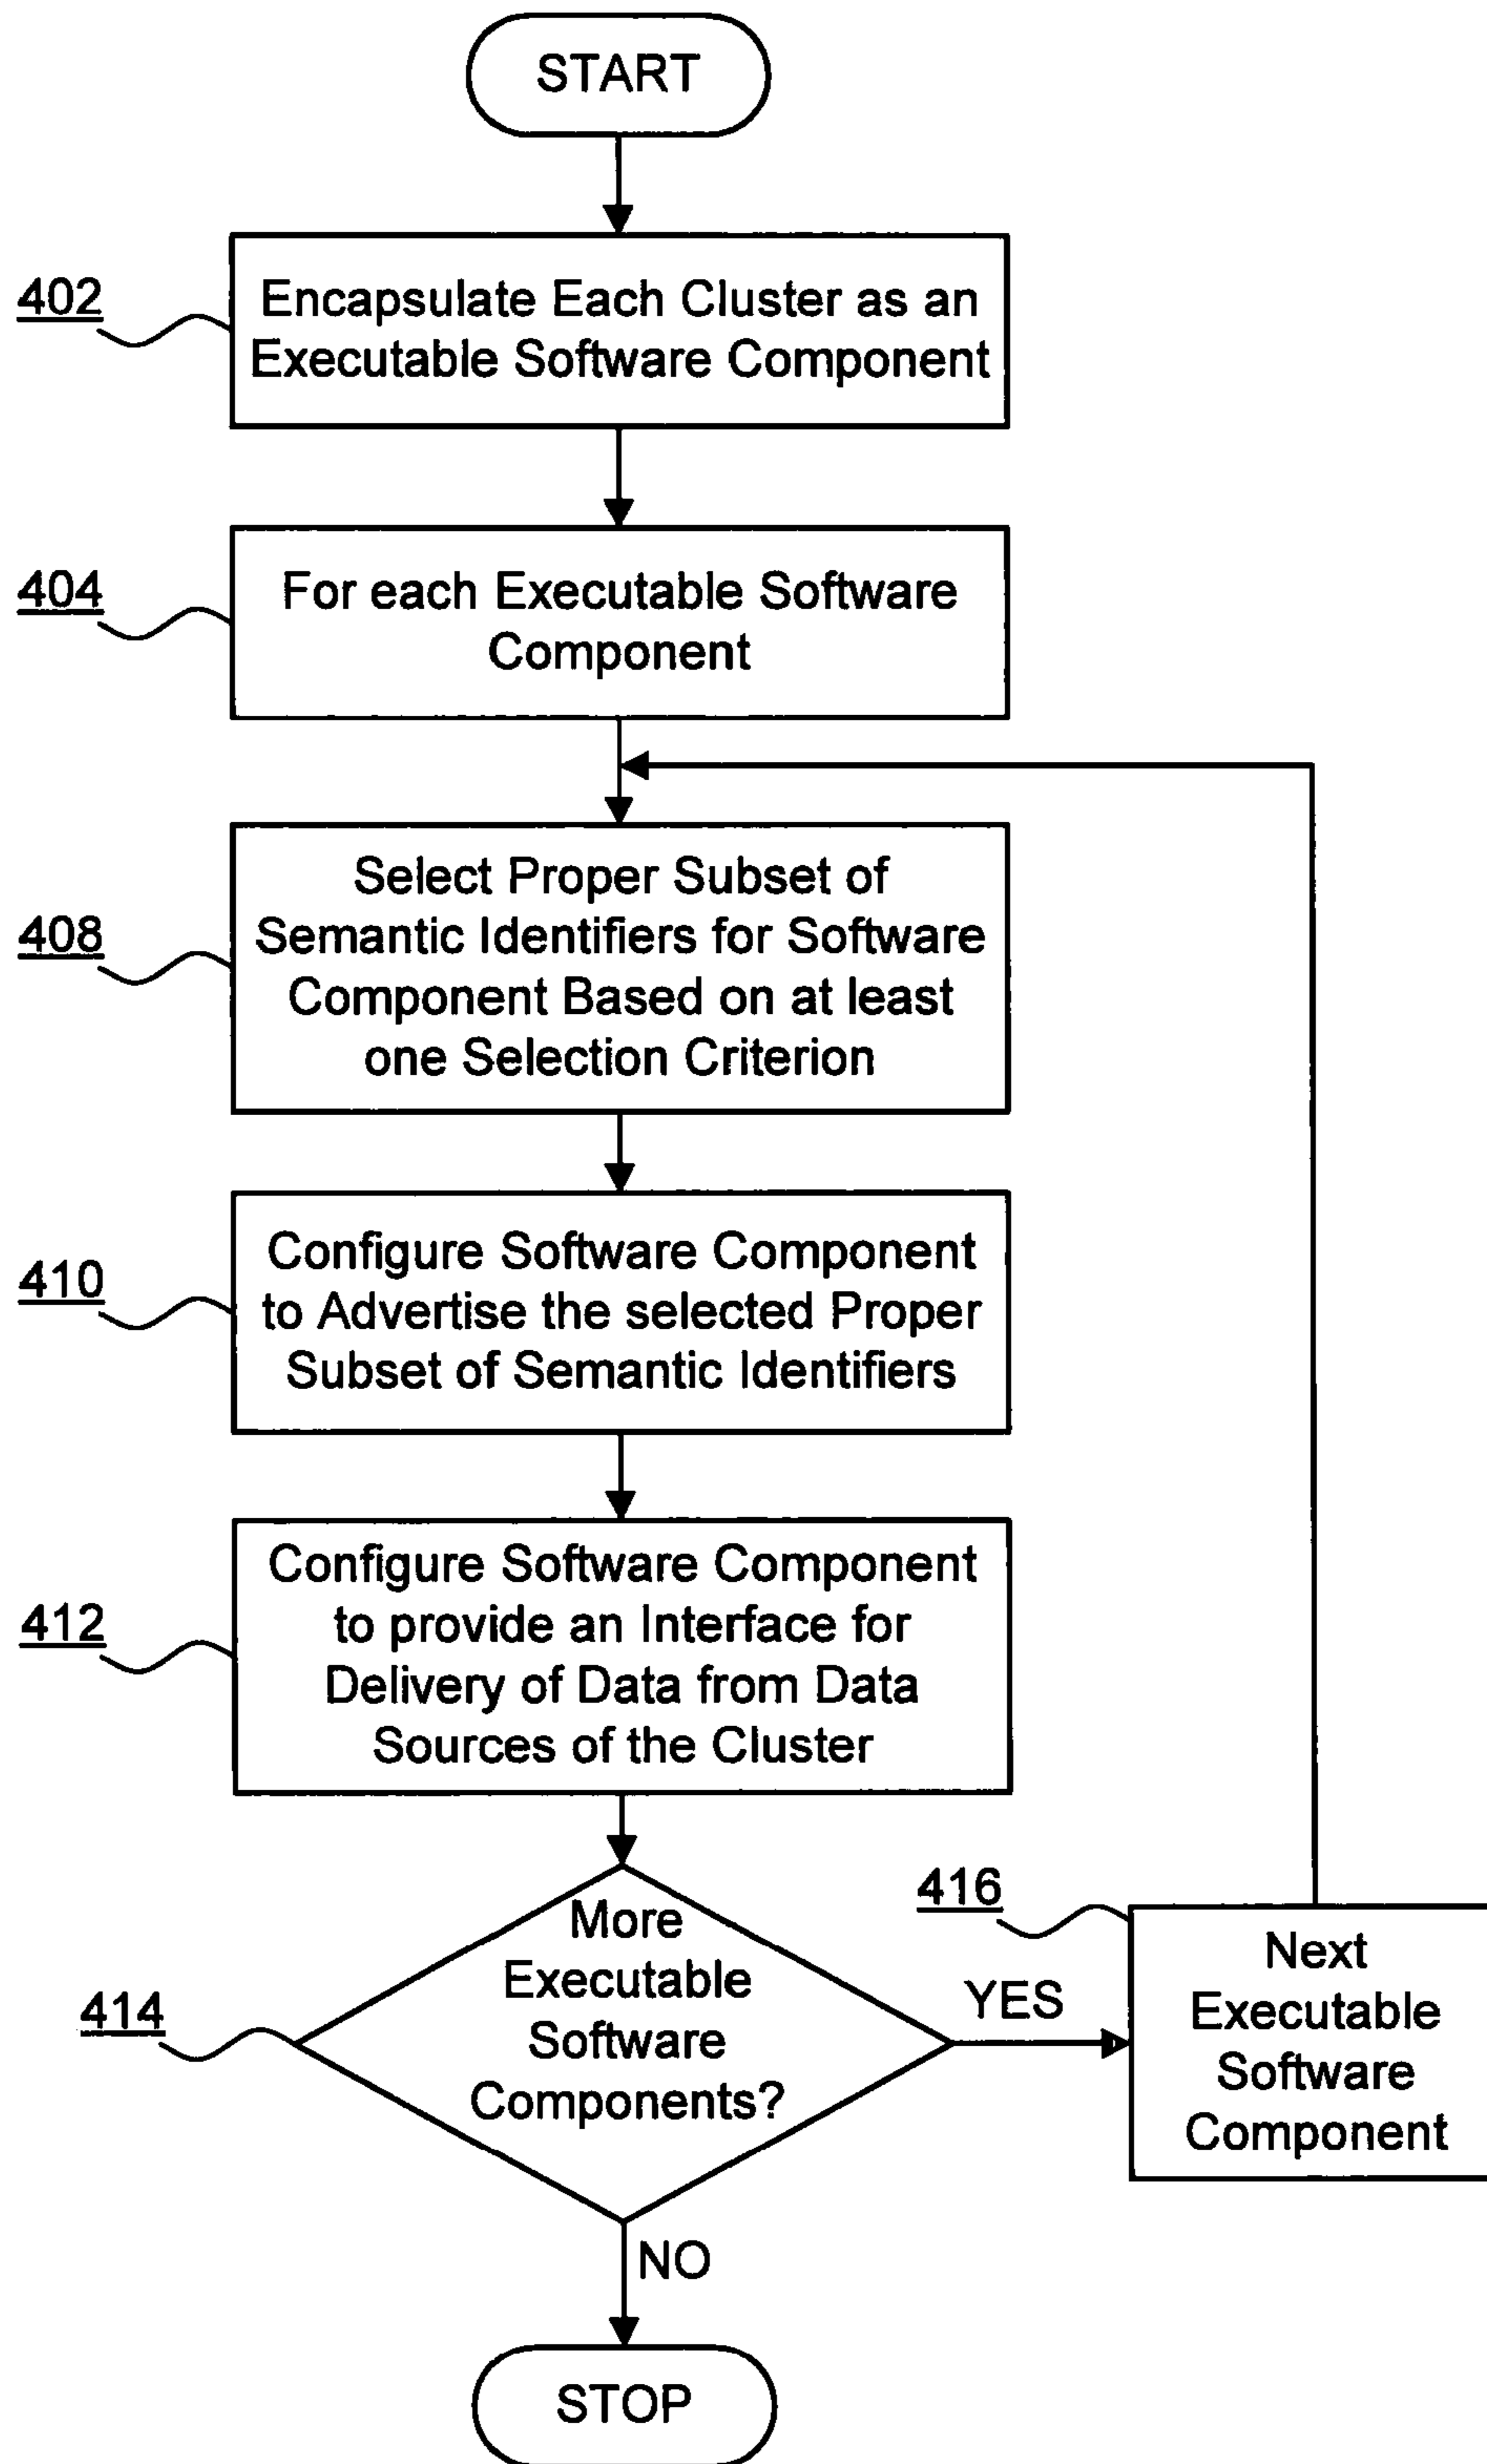 START
402
Encapsulate Each Cluster as an
Executable Software Component
404
For each Executable Software
Component
408
Select Proper Subset of
Semantic Identifiers for Software
Component Based on at least
one Selection Criterion
410
Configure Software Component
to Advertise the selected Proper
Subset of Semantic Identifiers
412
Configure Software Component
to provide an Interface for
Delivery of Data from Data
Sources of the Cluster
414
More
Executable
Software
Components?
YES
416
Next
Executable
Software
Component
NO
STOP